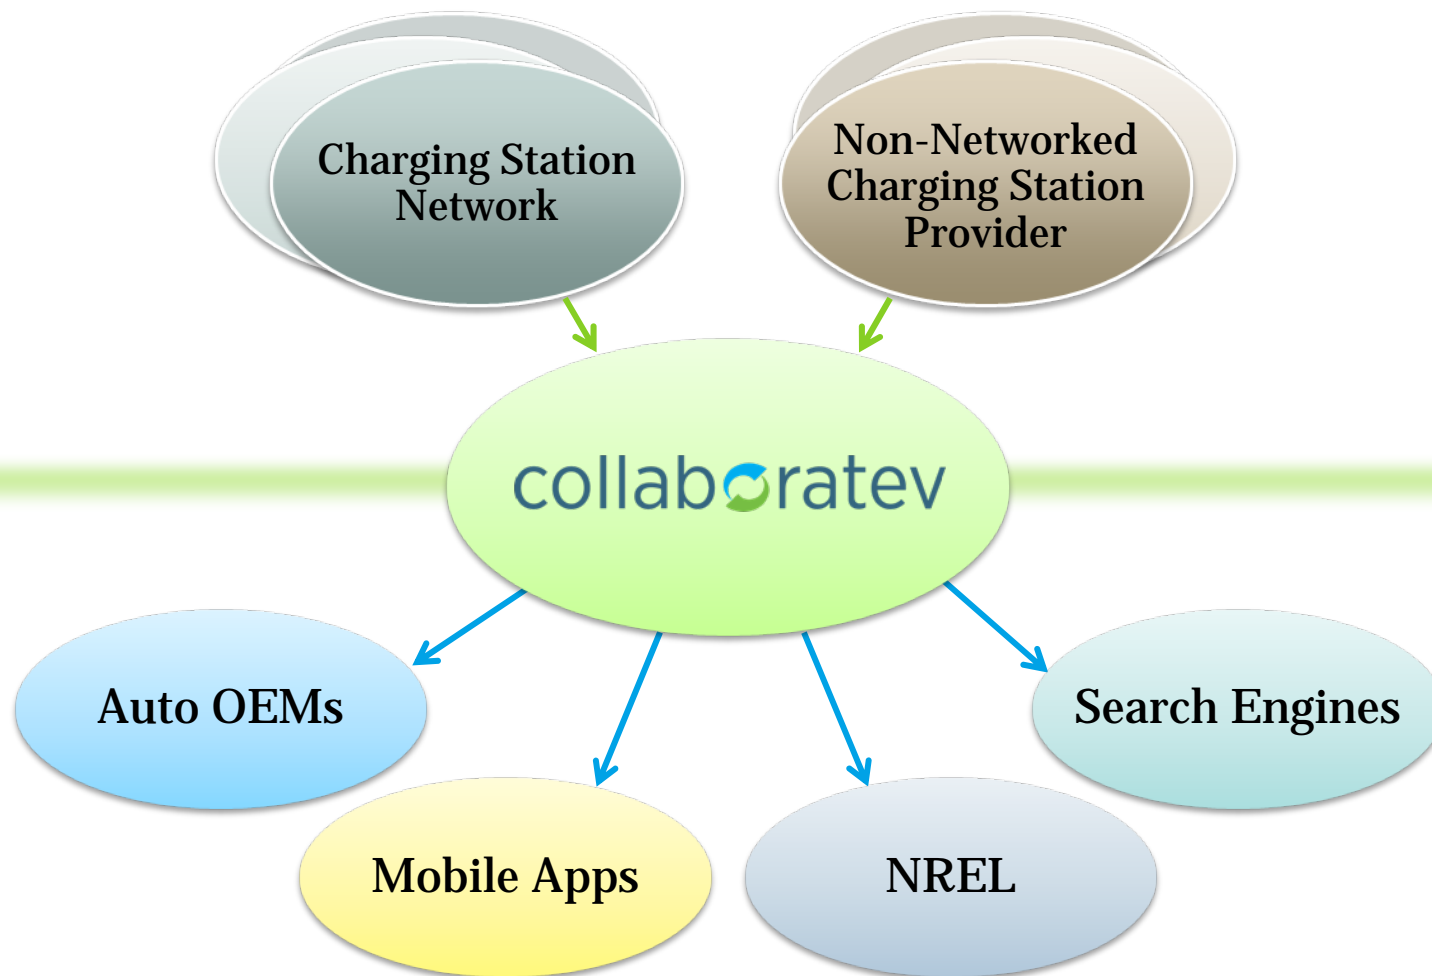 Charging Station
Network
Non-Networked
Charging Station
Provider
collaboratev
Auto OEMs
Search Engines
Mobile Apps
NREL